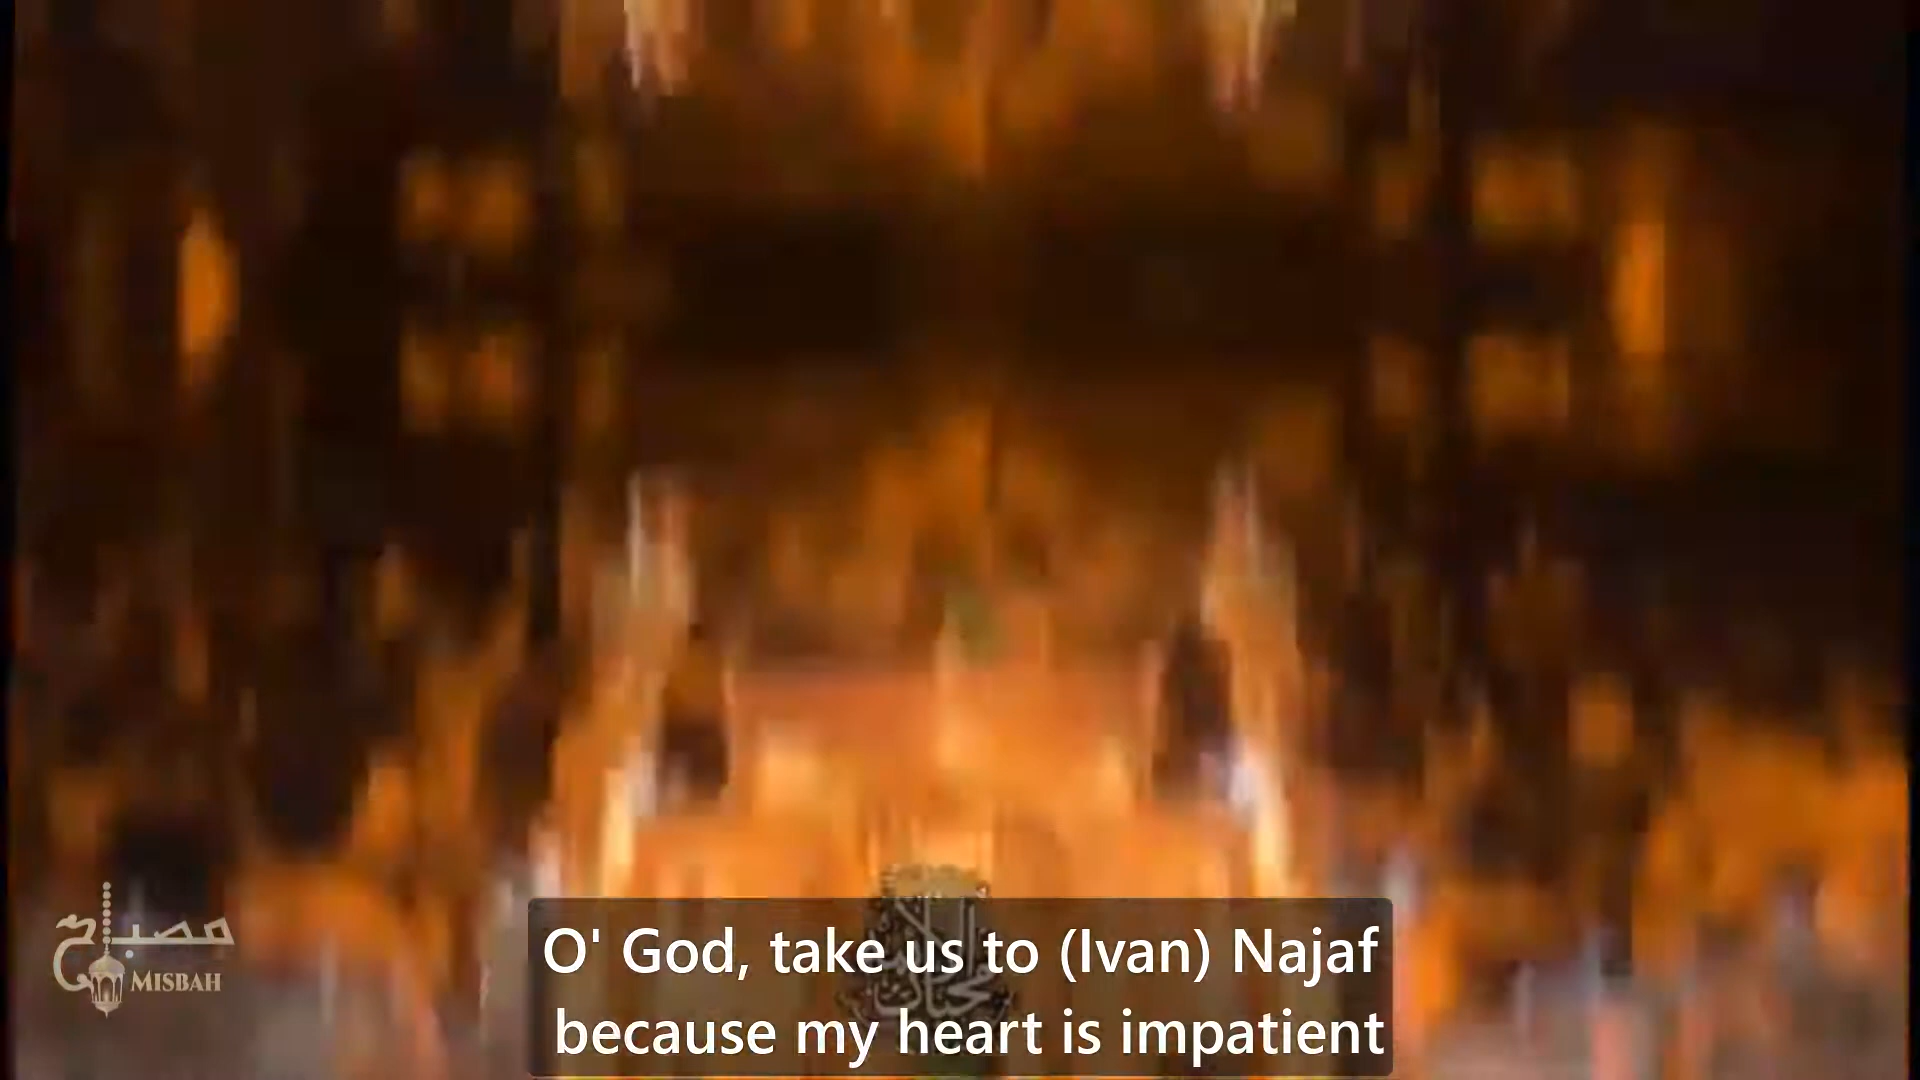 مصباح
MISBAH
O' God, take us to (Ivan) Najaf
because my heart is impatient